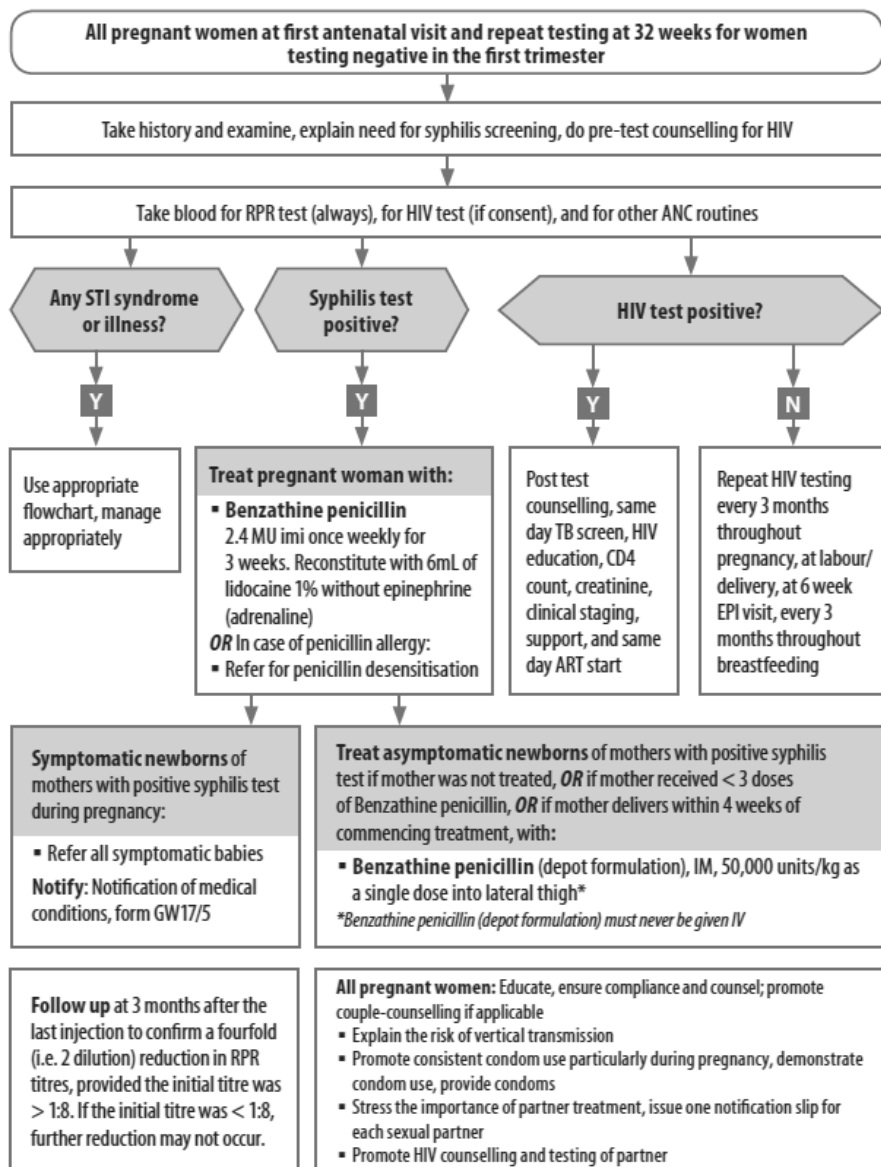 All pregnant women at first antenatal visit and repeat testing at 32 weeks for women
testing negative in the first trimester
Take history and examine, explain need for syphilis screening, do pre-test counselling for HIV
Take blood for RPR test (always), for HIV test (if consent), and for other ANC routines
Any STI syndrome
or illness?
Syphilis test
positive?
HIV test positive?
Y
Y
Y
N
Use appropriate
flowchart, manage
appropriately
Treat pregnant woman with:
▪ Benzathine penicillin
2.4 MU imi once weekly for
3 weeks. Reconstitute with 6mL of
lidocaine 1% without epinephrine
(adrenaline)
OR In case of penicillin allergy:
▪ Refer for penicillin desensitisation
Post test
counselling, same
day TB screen, HIV
education, CD4
count, creatinine,
clinical staging,
support, and same
day ART start
Repeat HIV testing
every 3 months
throughout
pregnancy, at labour/
delivery, at 6 week
EPI visit, every 3
months throughout
breastfeeding
Symptomatic newborns of
mothers with positive syphilis test
during pregnancy:
▪ Refer all symptomatic babies
Notify: Notification of medical
conditions, form GW17/5
Treat asymptomatic newborns of mothers with positive syphilis
test if mother was not treated, OR if mother received < 3 doses
of Benzathine penicillin, OR if mother delivers within 4 weeks of
commencing treatment, with:
▪ Benzathine penicillin (depot formulation), IM, 50,000 units/kg as
a single dose into lateral thigh*
*Benzathine penicillin (depot formulation) must never be given IV
Follow up at 3 months after the
last injection to confirm a fourfold
(i.e. 2 dilution) reduction in RPR
titres, provided the initial titre was
> 1:8. If the initial titre was < 1:8,
further reduction may not occur.
All pregnant women: Educate, ensure compliance and counsel; promote
couple-counselling if applicable
▪ Explain the risk of vertical transmission
▪ Promote consistent condom use particularly during pregnancy, demonstrate
condom use, provide condoms
▪ Stress the importance of partner treatment, issue one notification slip for
each sexual partner
▪ Promote HIV counselling and testing of partner